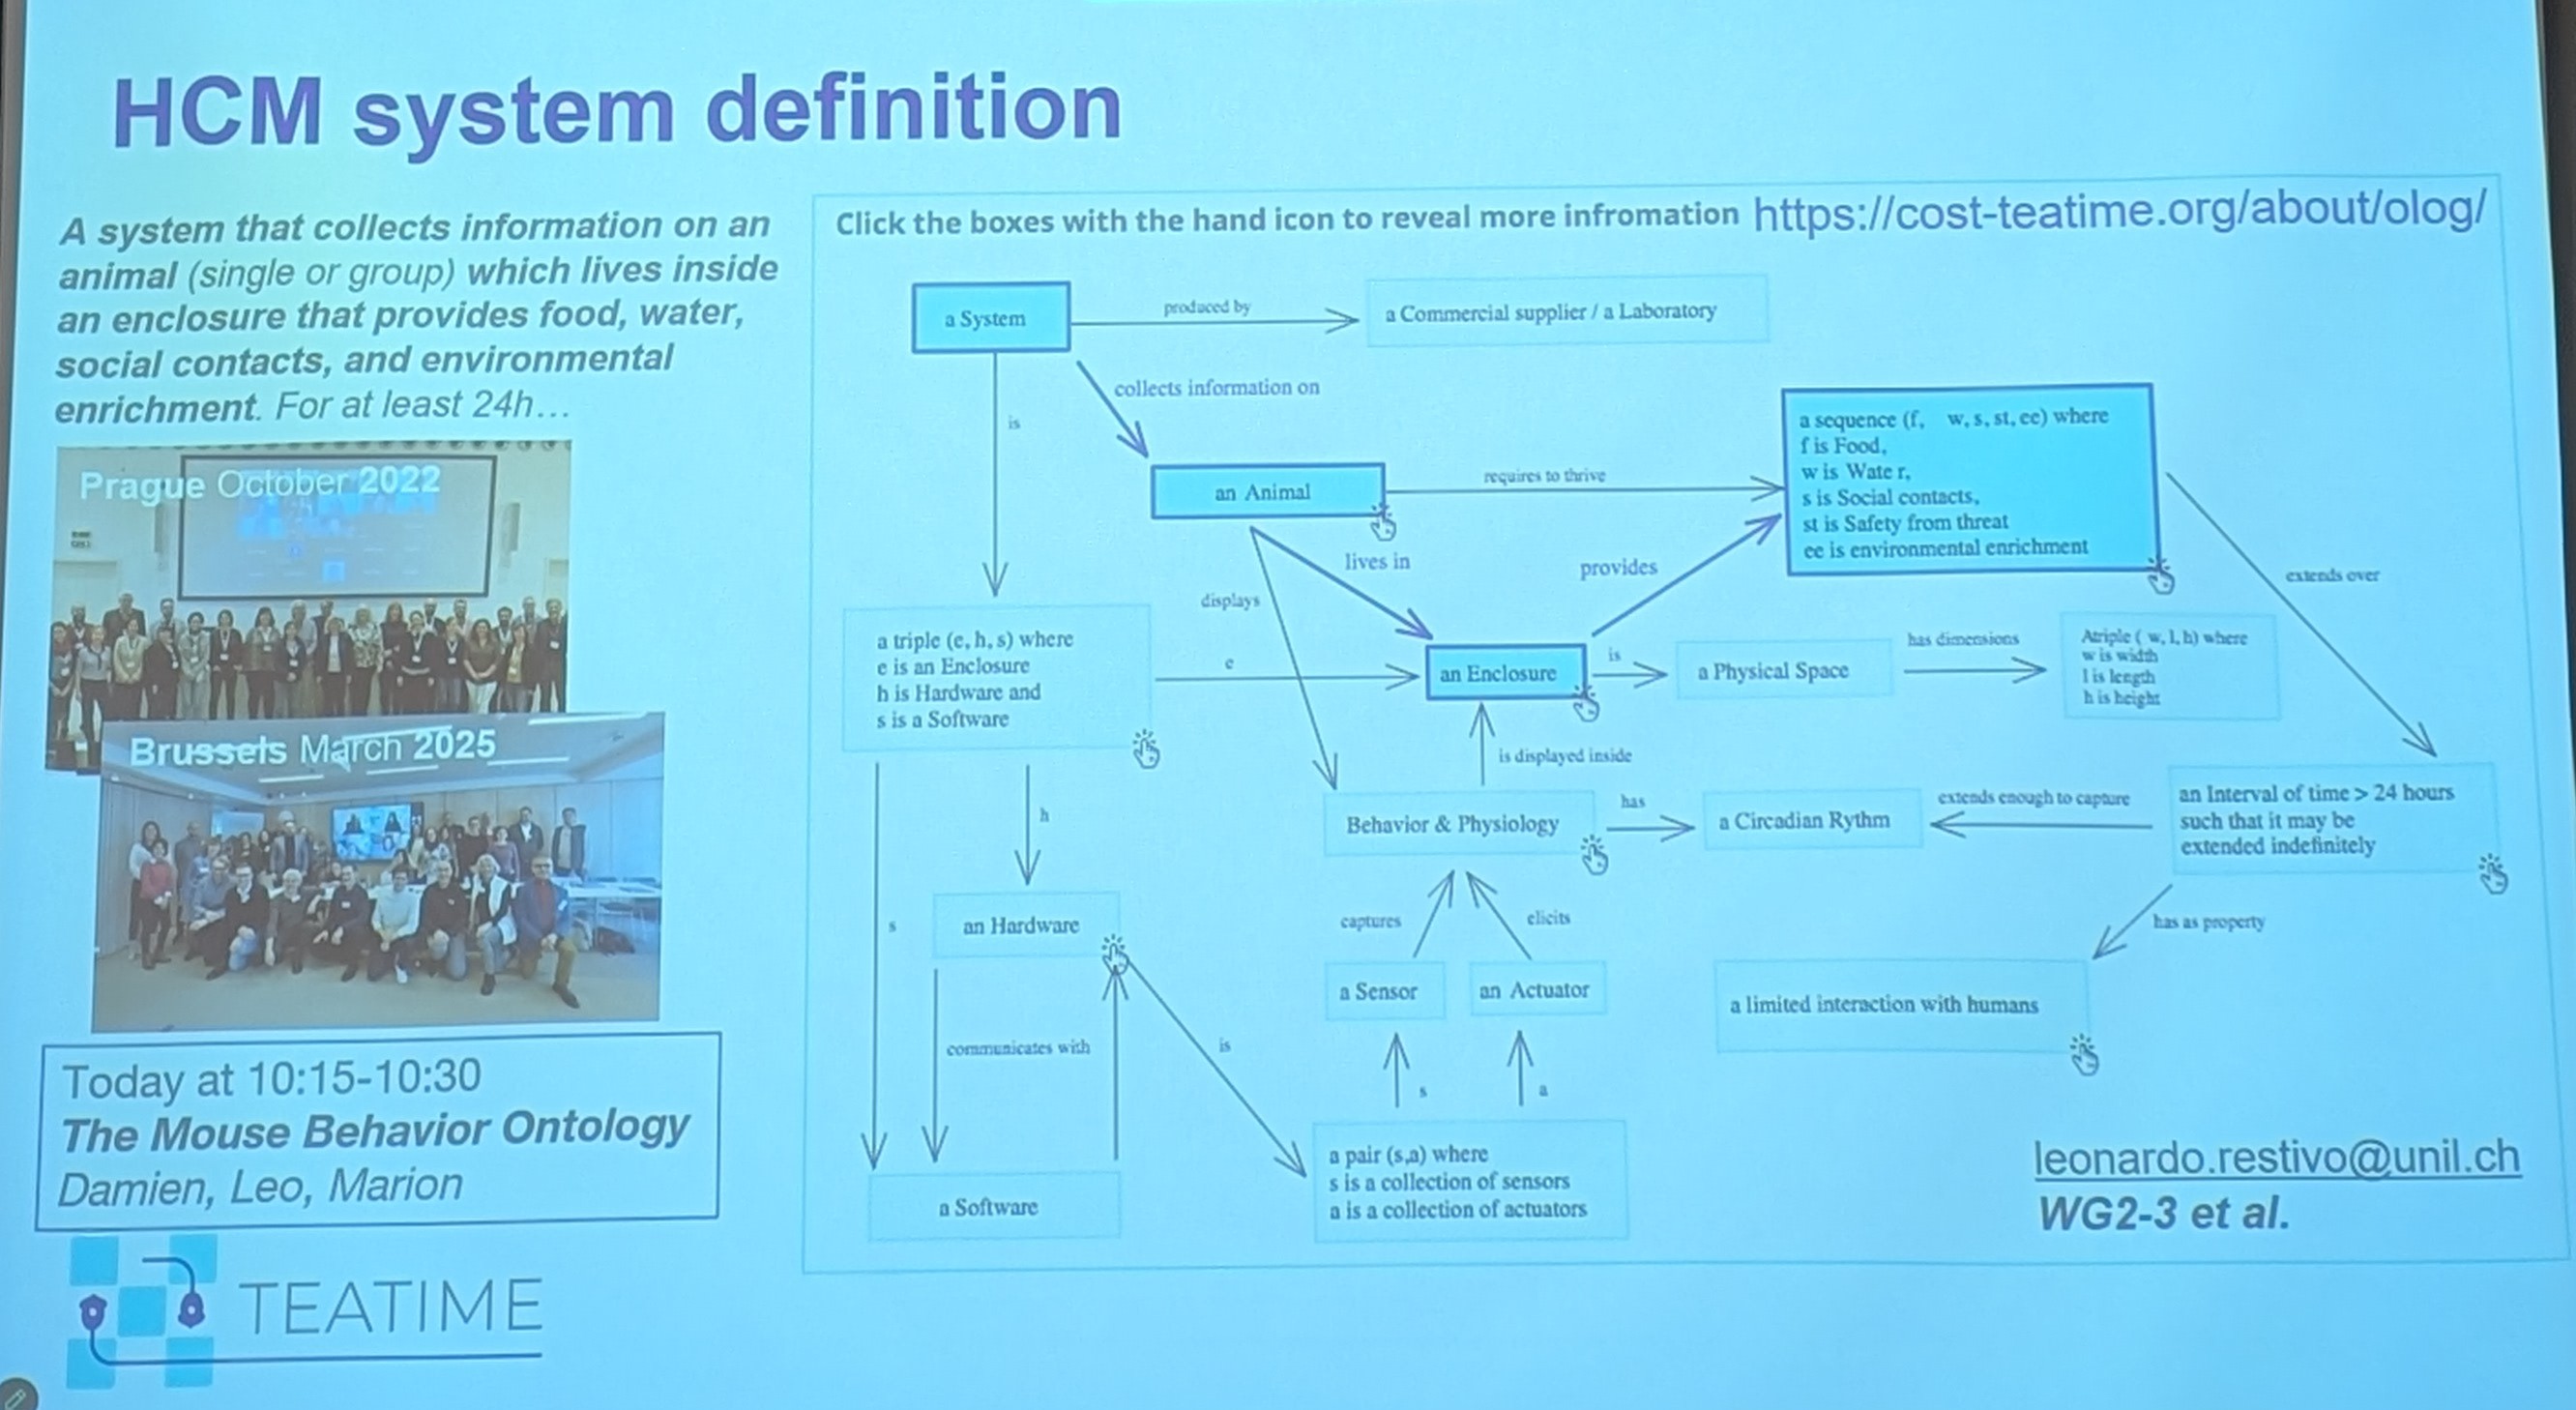 HCM system definition
A system that collects information on an
animal (single or group) which lives inside
an enclosure that provides food, water,
social contacts, and environmental
enrichment. For at least 24h...
Prague October 2022
Brussels March 2025
Today at 10:15-10:30
The Mouse Behavior Ontology
Damien, Leo, Marion
TEATIME
Click the boxes with the hand icon to reveal more infromation https://cost-teatime.org/about/olog/
a System
produced by
a Commercial supplier / a Laboratory
collects information on
is
an Animal
requires to thrive
a sequence (f, w, s, st, ee) where
f is Food,
w is Wate r,
s is Social contacts,
st is Safety from threat
ee is environmental enrichment
lives in
provides
displays
extends over
a triple (e, h, s) where
e is an Enclosure
h is Hardware and
s is a Software
e
an Enclosure
is
a Physical Space
has dimensions
Atriple ( w, l, h) where
w is width
l is length
h is height
is displayed inside
h
Behavior & Physiology
has
a Circadian Rythm
extends enough to capture
an Interval of time > 24 hours
such that it may be
extended indefinitely
s
an Hardware
captures
elicits
has as property
a Sensor
an Actuator
a limited interaction with humans
communicates with
is
s
a
a pair (s,a) where
s is a collection of sensors
a is a collection of actuators
a Software
leonardo.restivo@unil.ch
WG2-3 et al.